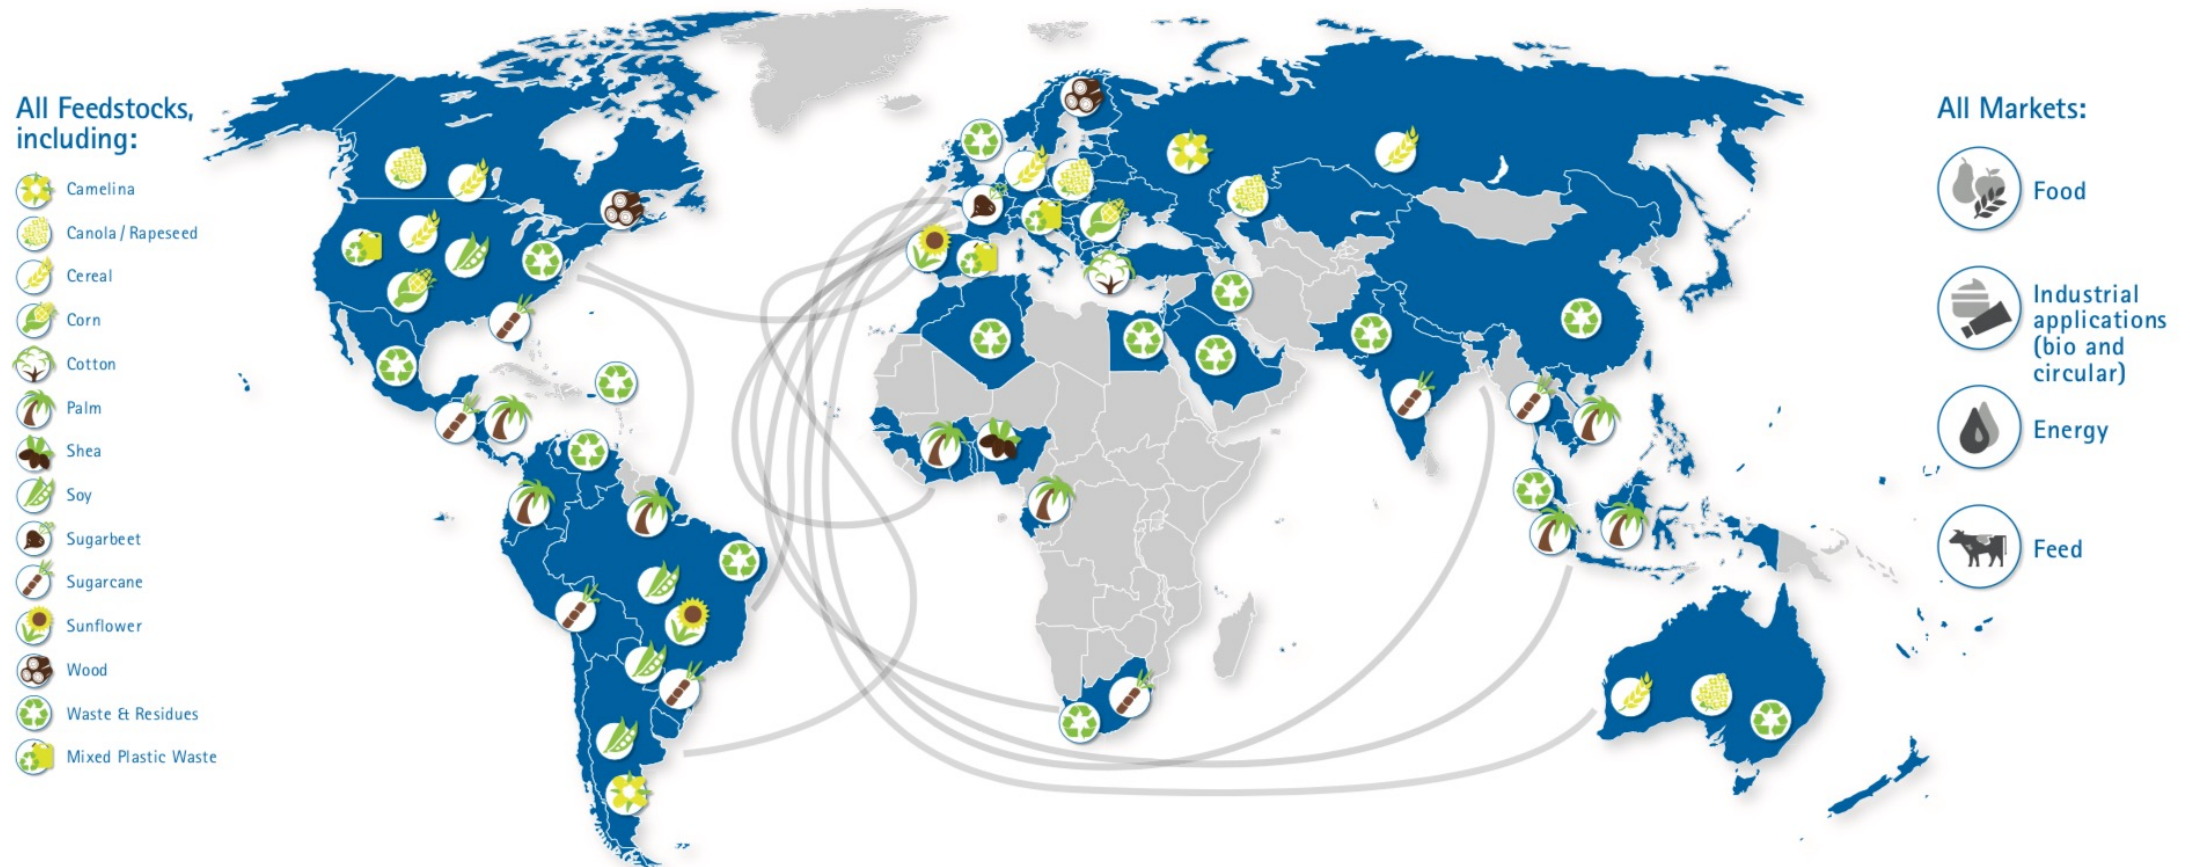 All Feedstocks,
including:
Camelina
Canola / Rapeseed
Cereal
Corn
Cotton
Palm
Shea
Soy
Sugarbeet
Sugarcane
Sunflower
Wood
Waste & Residues
Mixed Plastic Waste
All Markets:
Food
Industrial
applications
(bio and
circular)
Energy
Feed